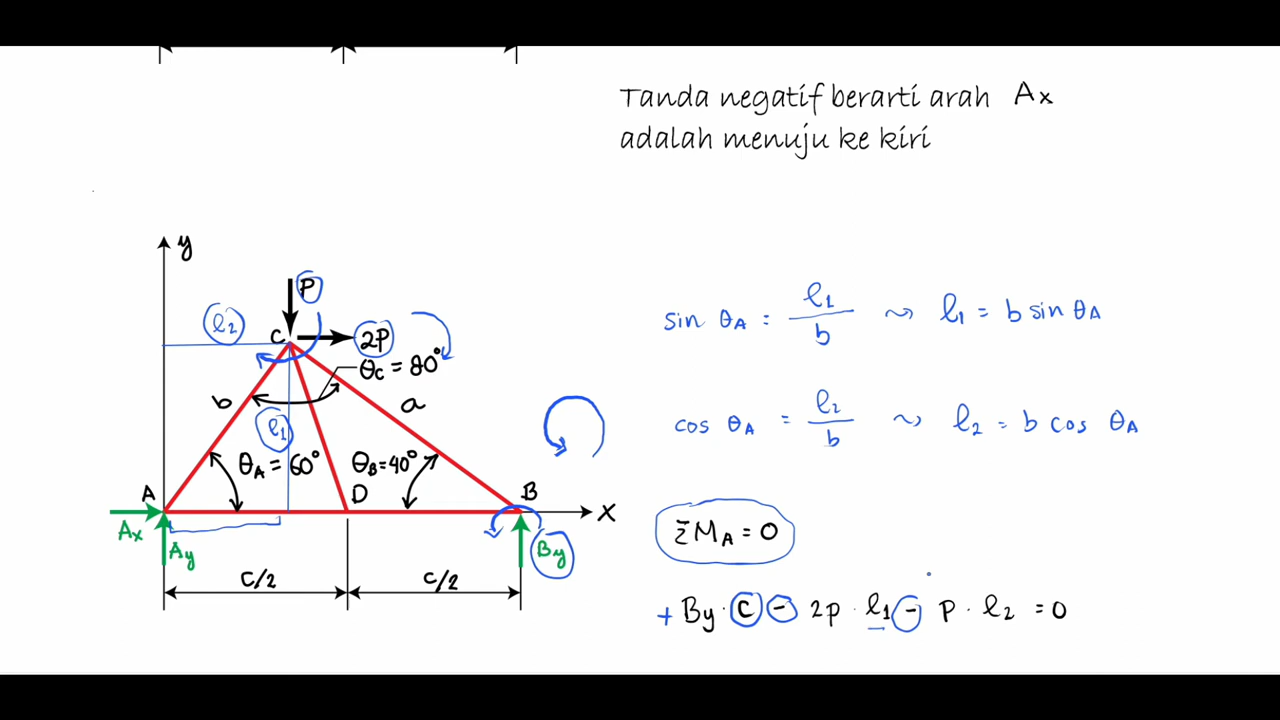 Tanda negatif berarti arah Ax
adalah menuju ke kiri
y
P
l2
C
2P
θc = 80°
b
a
l1
θA = 60°
θB = 40°
A
D
B
x
Ax
Ay
By
C/2
C/2
sin θA = l1/b ⇝ l1 = b sin θA
cos θA = l2/b ⇝ l2 = b cos θA
ΣMA = 0
+ By · C - 2P · l1 - P · l2 = 0